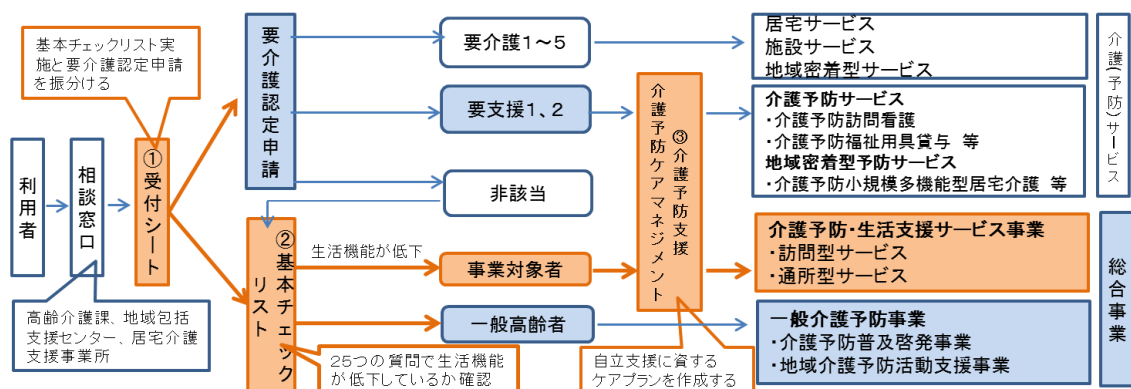 基本チェックリスト実
施と要介護認定申請
を振分ける
利用者
相談窓口
①受付シート
高齢介護課、地域包括
支援センター、居宅介護
支援事業所
要介護認定申請
②基本チェック
リスト
25つの質問で生活機能
が低下しているか確認
要介護1～5
要支援1、2
非該当
生活機能が低下
事業対象者
一般高齢者
③介護予防支援
介護予防ケアマネジメント
自立支援に資する
ケアプランを作成する
居宅サービス
施設サービス
地域密着型サービス
介護予防サービス
・介護予防訪問看護
・介護予防福祉用具貸与 等
地域密着型予防サービス
・介護予防小規模多機能型居宅介護 等
介護予防・生活支援サービス事業
・訪問型サービス
・通所型サービス
一般介護予防事業
・介護予防普及啓発事業
・地域介護予防活動支援事業
介護(予防)サービス
総合事業